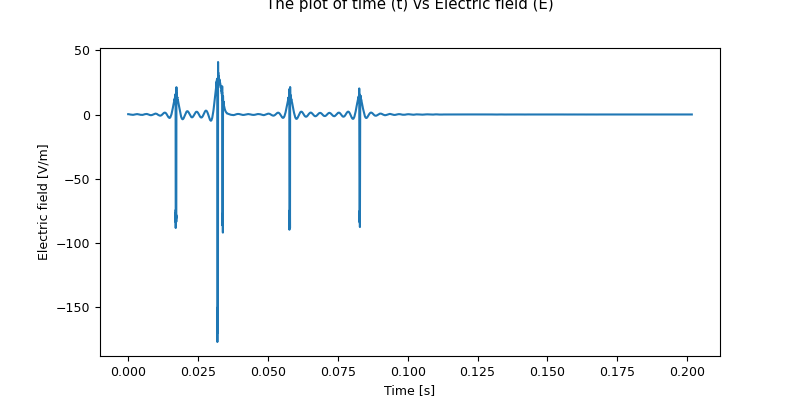 The plot of time (t) vs Electric field (E)
50
0
−50
−100
−150
Electric field [V/m]
0.000 0.025 0.050 0.075 0.100 0.125 0.150 0.175 0.200
Time [s]